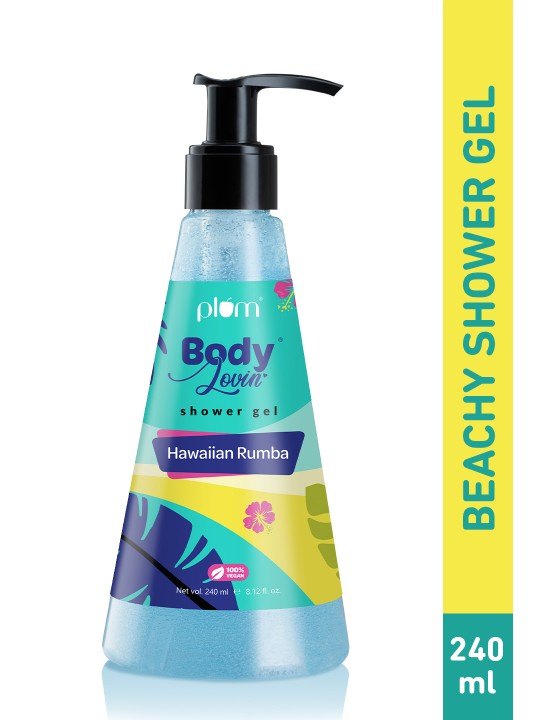 plum®
Body®
Lovin'
shower gel
Hawaiian Rumba
100%
VEGAN
Net vol. 240 ml ℮ 8.12 fl. oz.
BEACHY SHOWER GEL
240
ml